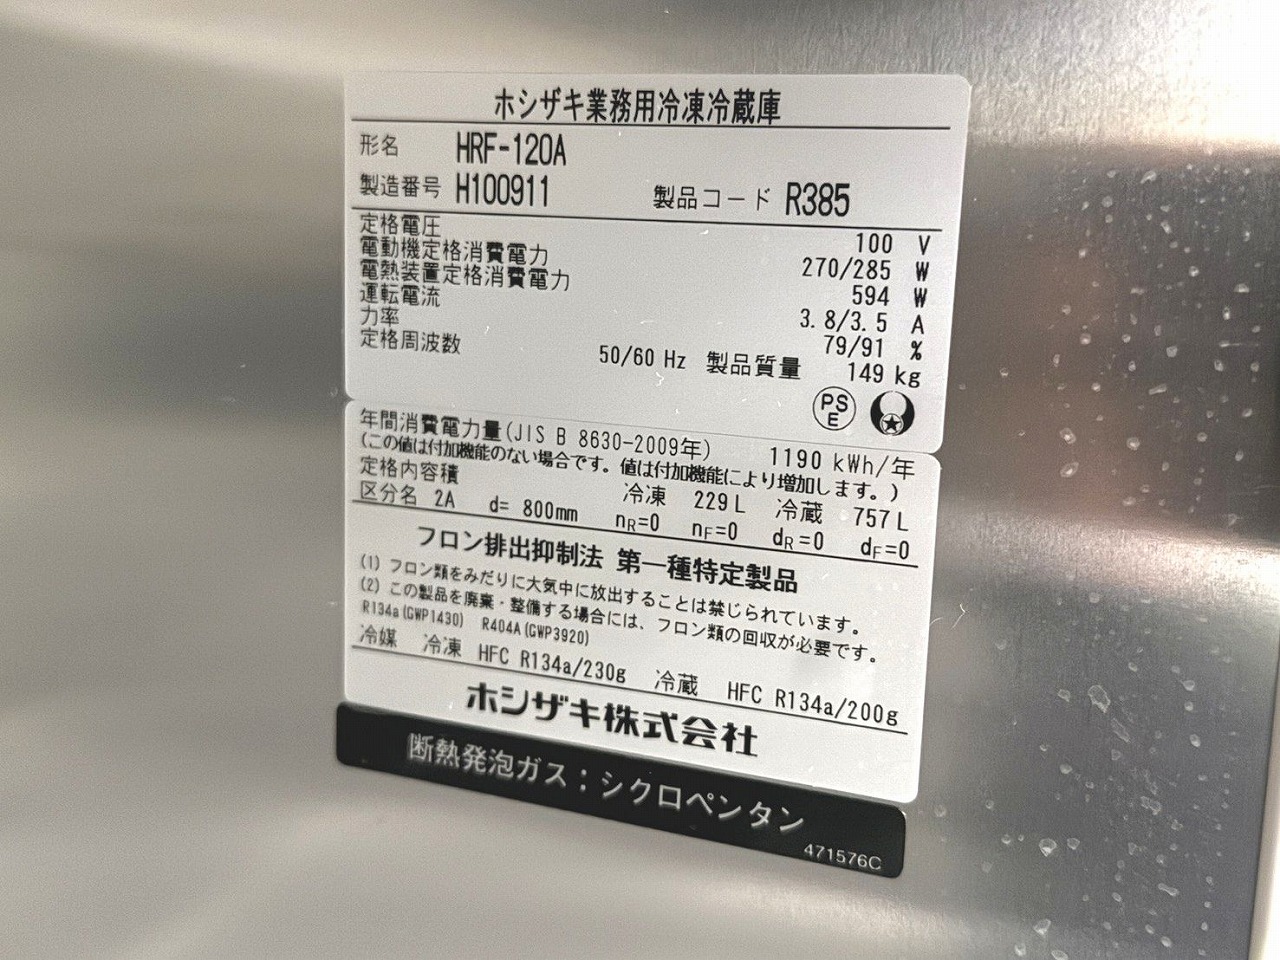 ホシザキ業務用冷凍冷蔵庫
形名 HRF-120A
製造番号 H100911 製品コード R385
定格電圧 100 V
電動機定格消費電力 270/285 W
電熱装置定格消費電力 594 W
運転電流 3.8/3.5 A
力率 79/91 %
定格周波数 50/60 Hz 製品質量 149 kg
PS
E
年間消費電力量(JIS B 8630-2009年) 1190 kWh/年
(この値は付加機能のない場合です。値は付加機能により増加します。)
定格内容積 冷凍 229 L 冷蔵 757 L
区分名 2A d= 800mm nR=0 nF=0 dR=0 dF=0
フロン排出抑制法 第一種特定製品
(1) フロン類をみだりに大気中に放出することは禁じられています。
(2) この製品を廃棄・整備する場合には、フロン類の回収が必要です。
R134a(GWP1430) R404A(GWP3920)
冷媒 冷凍 HFC R134a/230g 冷蔵 HFC R134a/200g
ホシザキ株式会社
断熱発泡ガス：シクロペンタン
471576C